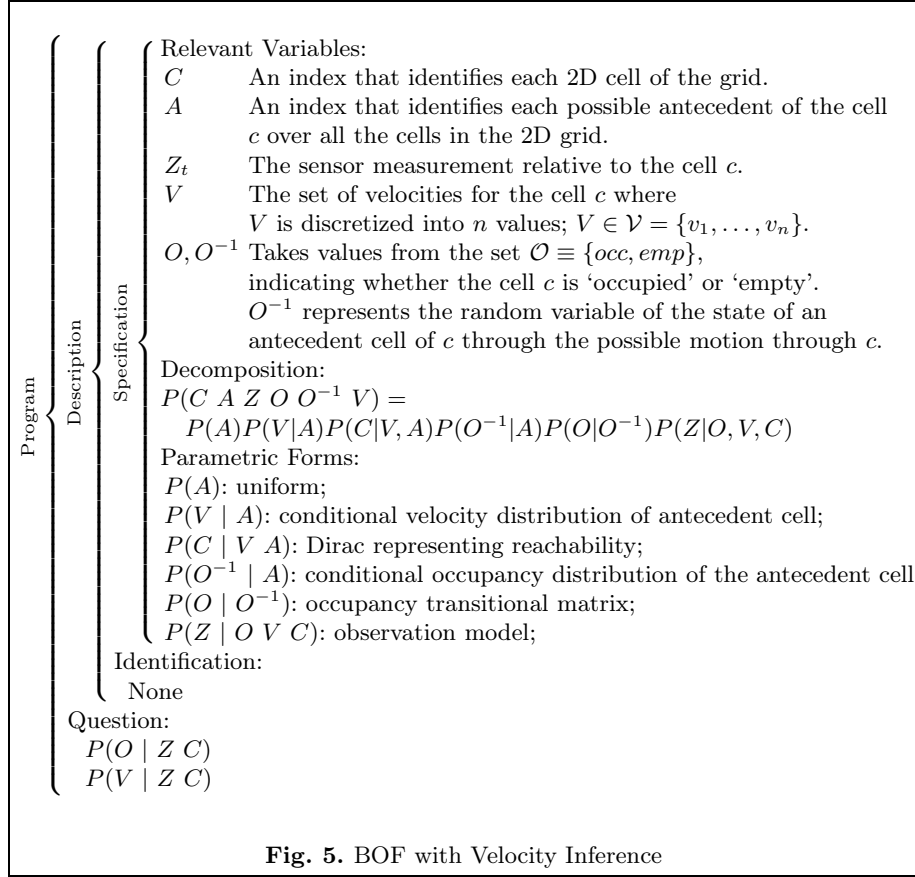 Program
Description
Specification
Relevant Variables:
C An index that identifies each 2D cell of the grid.
A An index that identifies each possible antecedent of the cell
c over all the cells in the 2D grid.
Z_t The sensor measurement relative to the cell c.
V The set of velocities for the cell c where
V is discretized into n values; V ∈ 𝒱 = {v_1, . . . , v_n}.
O, O^{-1} Takes values from the set 𝒪 ≡ {occ, emp},
indicating whether the cell c is ‘occupied’ or ‘empty’.
O^{-1} represents the random variable of the state of an
antecedent cell of c through the possible motion through c.
Decomposition:
P(C A Z O O^{-1} V) =
P(A)P(V|A)P(C|V, A)P(O^{-1}|A)P(O|O^{-1})P(Z|O, V, C)
Parametric Forms:
P(A): uniform;
P(V | A): conditional velocity distribution of antecedent cell;
P(C | V A): Dirac representing reachability;
P(O^{-1} | A): conditional occupancy distribution of the antecedent cell
P(O | O^{-1}): occupancy transitional matrix;
P(Z | O V C): observation model;
Identification:
None
Question:
P(O | Z C)
P(V | Z C)
Fig. 5. BOF with Velocity Inference